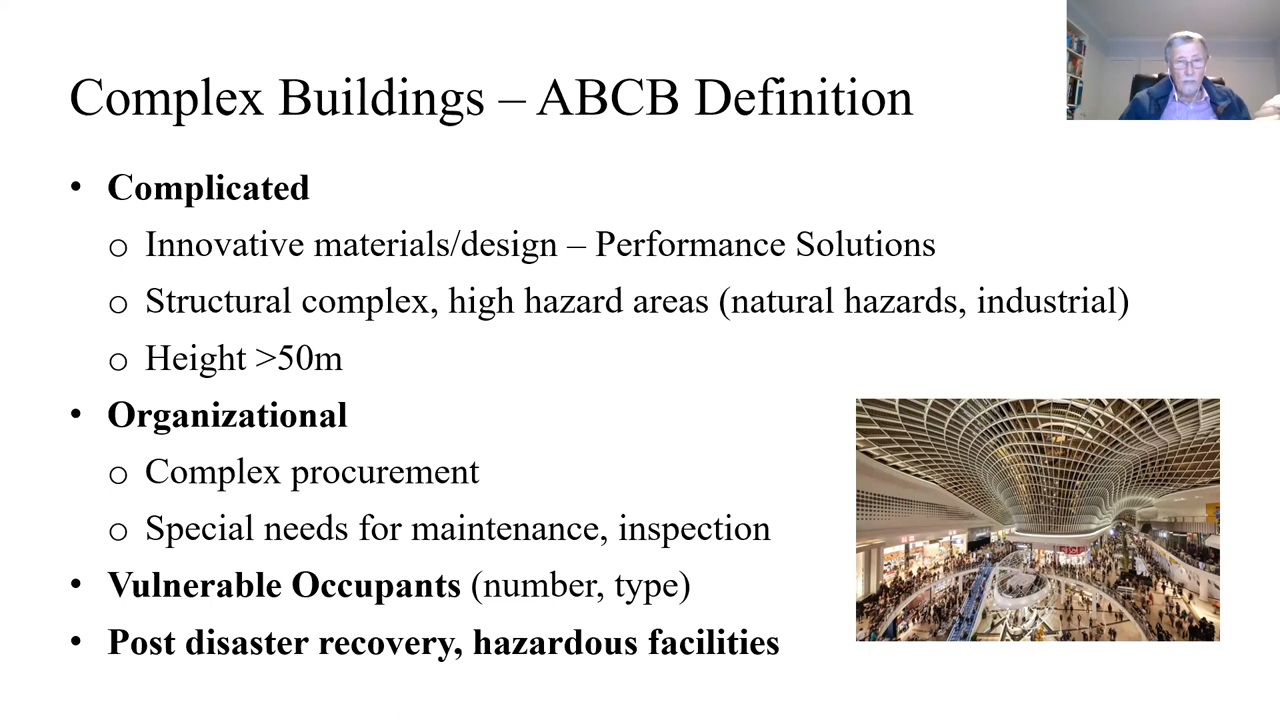 Complex Buildings – ABCB Definition
• Complicated
o Innovative materials/design – Performance Solutions
o Structural complex, high hazard areas (natural hazards, industrial)
o Height >50m
• Organizational
o Complex procurement
o Special needs for maintenance, inspection
• Vulnerable Occupants (number, type)
• Post disaster recovery, hazardous facilities